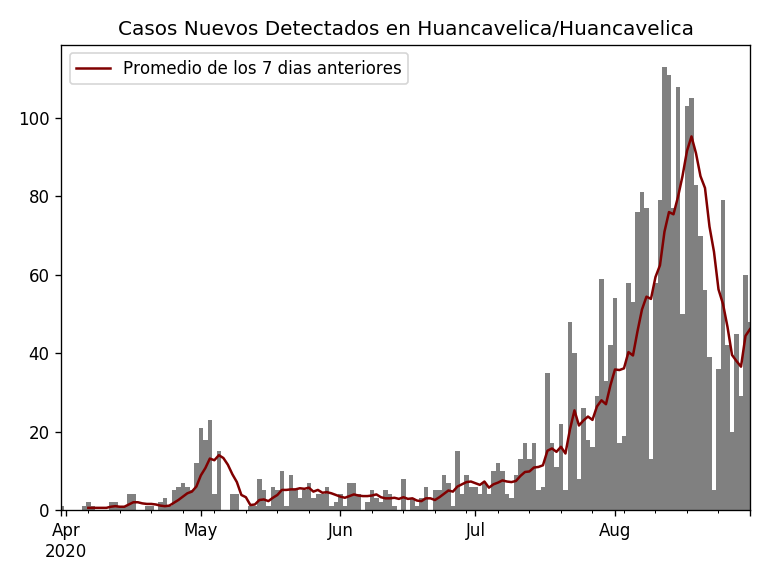 Casos Nuevos Detectados en Huancavelica/Huancavelica
Promedio de los 7 dias anteriores
100
80
60
40
20
0
Apr May Jun Jul Aug
2020